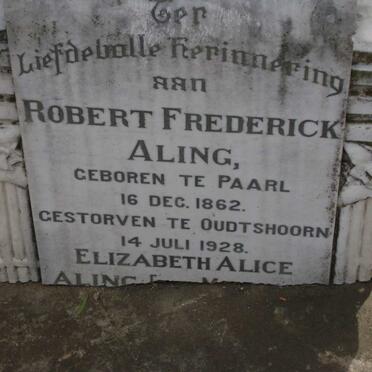 Ter
Liefdevolle Herinnering
aan
ROBERT FREDERICK
ALING,
GEBOREN TE PAARL
16 DEC. 1862.
GESTORVEN TE OUDTSHOORN
14 JULI 1928.
ELIZABETH ALICE
ALING